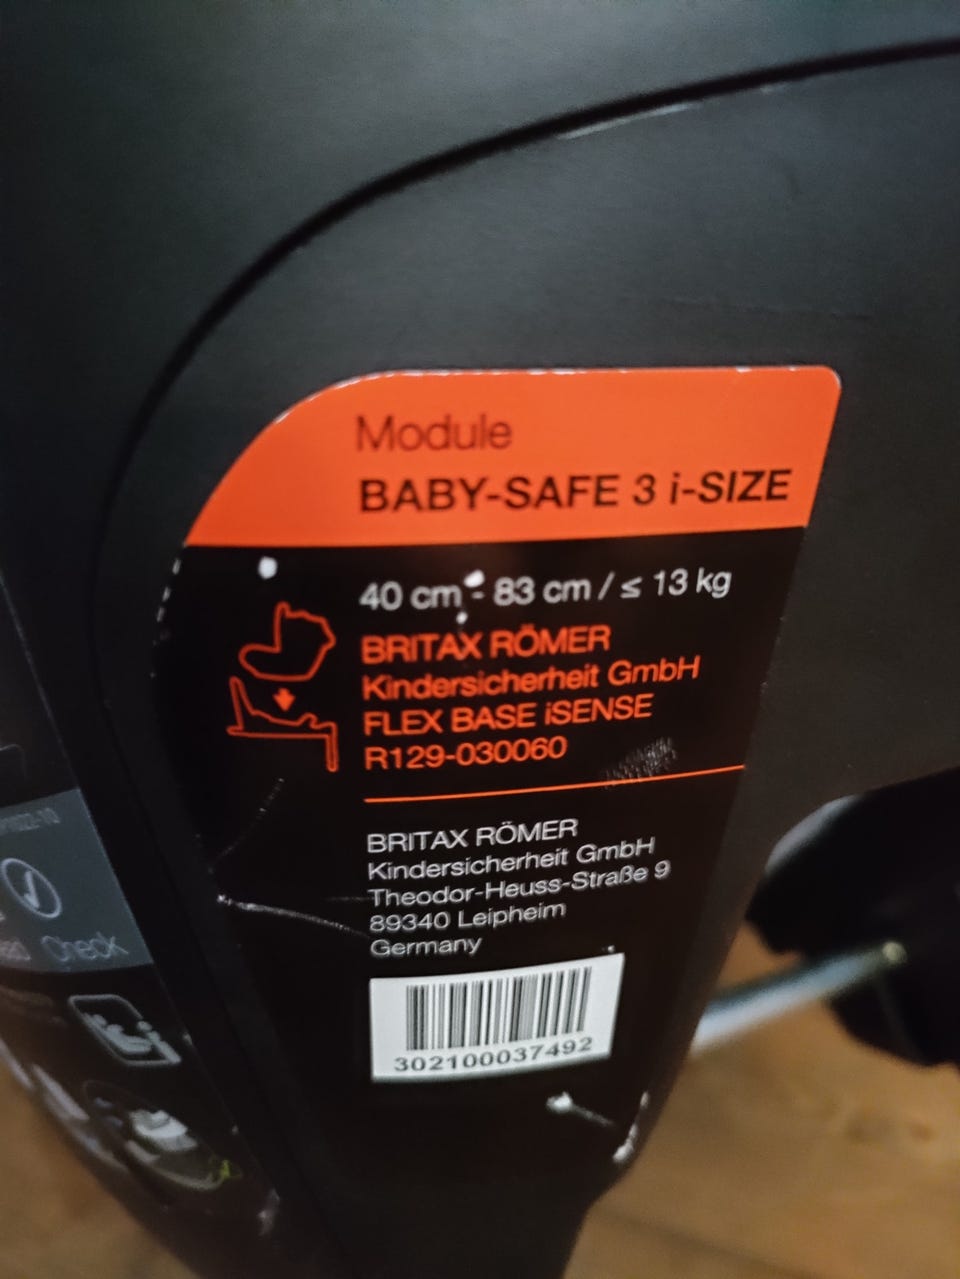 Module
BABY-SAFE 3 i-SIZE
40 cm - 83 cm / ≤ 13 kg
BRITAX RÖMER
Kindersicherheit GmbH
FLEX BASE iSENSE
R129-030060
BRITAX RÖMER
Kindersicherheit GmbH
Theodor-Heuss-Straße 9
89340 Leipheim
Germany
302100037492
Check